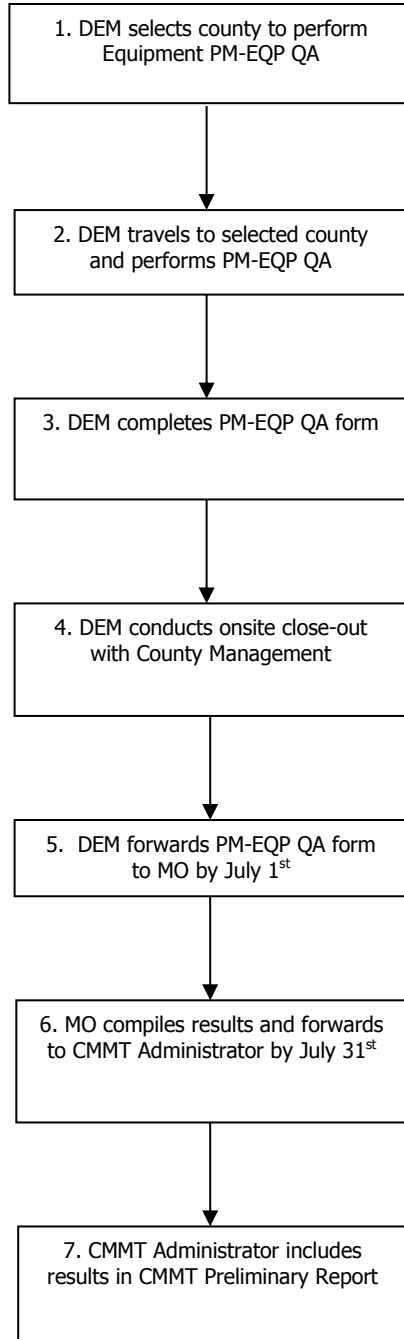 1. DEM selects county to perform
Equipment PM-EQP QA
2. DEM travels to selected county
and performs PM-EQP QA
3. DEM completes PM-EQP QA form
4. DEM conducts onsite close-out
with County Management
5. DEM forwards PM-EQP QA form
to MO by July 1st
6. MO compiles results and forwards
to CMMT Administrator by July 31st
7. CMMT Administrator includes
results in CMMT Preliminary Report